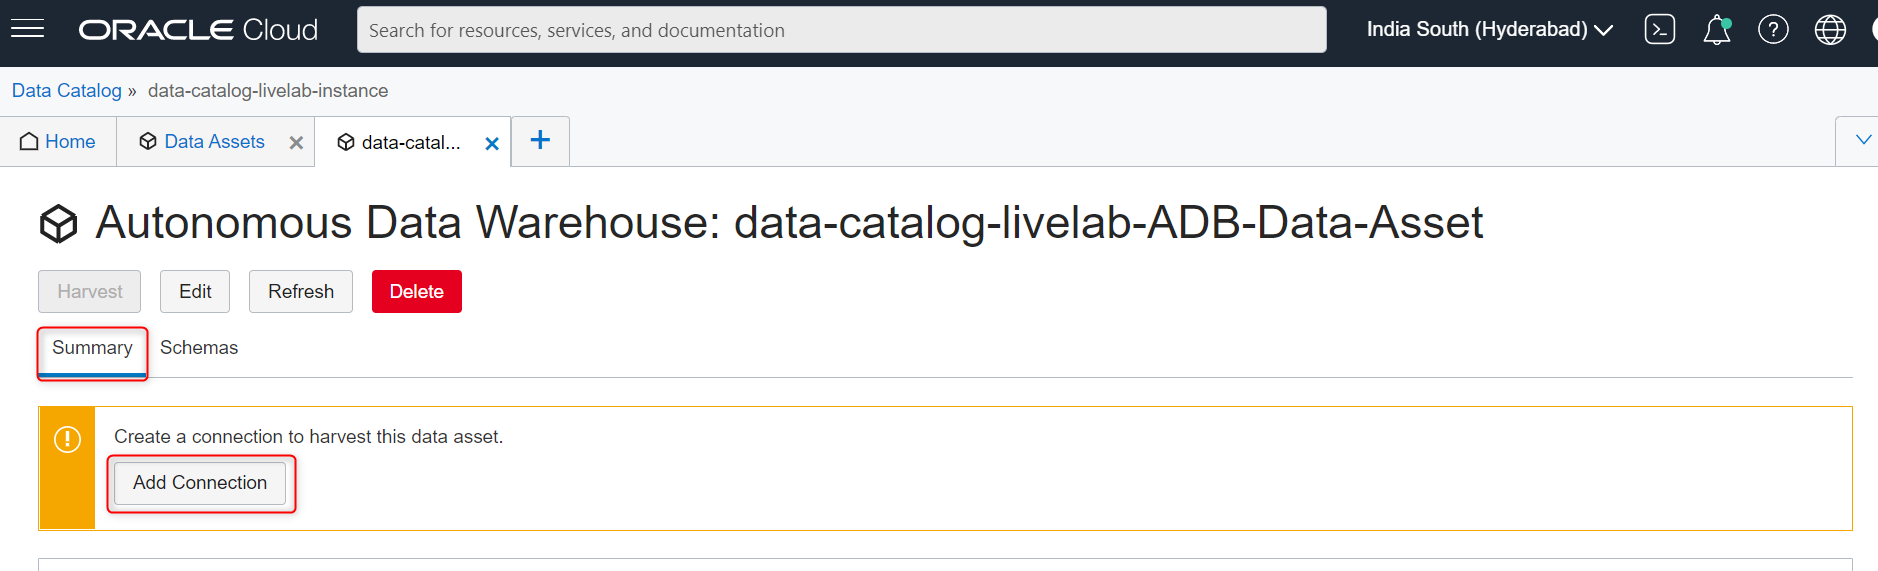 ORACLE Cloud
Search for resources, services, and documentation
India South (Hyderabad)
Data Catalog » data-catalog-livelab-instance
Home
Data Assets
data-catal...
Autonomous Data Warehouse: data-catalog-livelab-ADB-Data-Asset
Harvest Edit Refresh Delete
Summary Schemas
Create a connection to harvest this data asset.
Add Connection